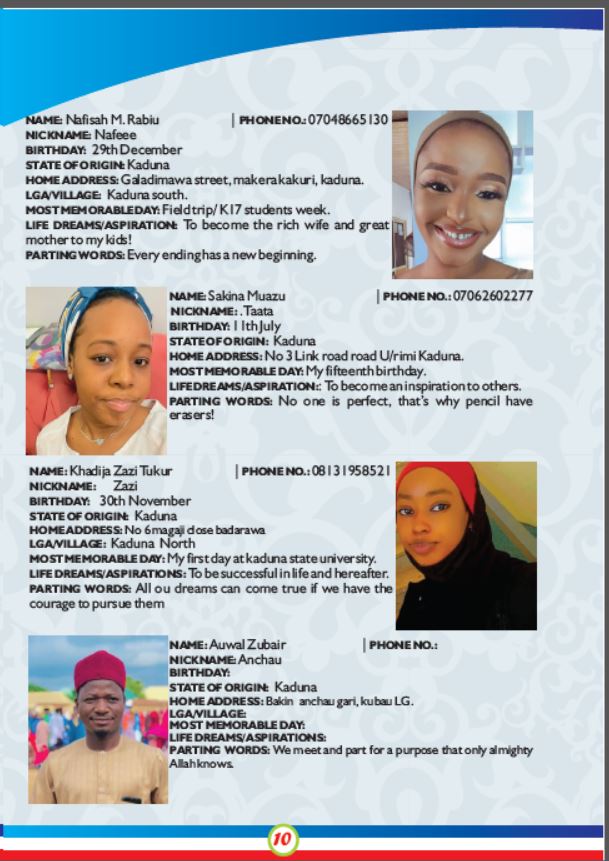 NAME: Nafisah M. Rabiu | PHONE NO.: 07048665130
NICKNAME: Nafeee
BIRTHDAY: 29th December
STATE OF ORIGIN: Kaduna
HOME ADDRESS: Galadimawa street, makera kakuri, kaduna.
LGA/VILLAGE: Kaduna south.
MOST MEMORABLE DAY: Field trip/ K17 students week.
LIFE DREAMS/ASPIRATION: To become the rich wife and great
mother to my kids!
PARTING WORDS: Every ending has a new beginning.
NAME: Sakina Muazu | PHONE NO.: 07062602277
NICKNAME: . Taata
BIRTHDAY: 11th July
STATE OF ORIGIN: Kaduna
HOME ADDRESS: No 3 Link road road U/rimi Kaduna.
MOST MEMORABLE DAY: My fifteenth birthday.
LIFE DREAMS/ASPIRATION:: To become an inspiration to others.
PARTING WORDS: No one is perfect, that's why pencil have
erasers!
NAME: Khadija Zazi Tukur | PHONE NO.: 08131958521
NICKNAME: Zazi
BIRTHDAY: 30th November
STATE OF ORIGIN: Kaduna
HOME ADDRESS: No 6 magaji close badarawa
LGA/VILLAGE: Kaduna North
MOST MEMORABLE DAY: My first day at kaduna state university.
LIFE DREAMS/ASPIRATIONS: To be successful in life and hereafter.
PARTING WORDS: All ou dreams can come true if we have the
courage to pursue them
NAME: Auwal Zubair | PHONE NO.:
NICKNAME: Anchau
BIRTHDAY:
STATE OF ORIGIN: Kaduna
HOME ADDRESS: Bakin anchau gari, kubau LG.
LGA/VILLAGE:
MOST MEMORABLE DAY:
LIFE DREAMS/ASPIRATIONS:
PARTING WORDS: We meet and part for a purpose that only almighty
Allah knows.
10